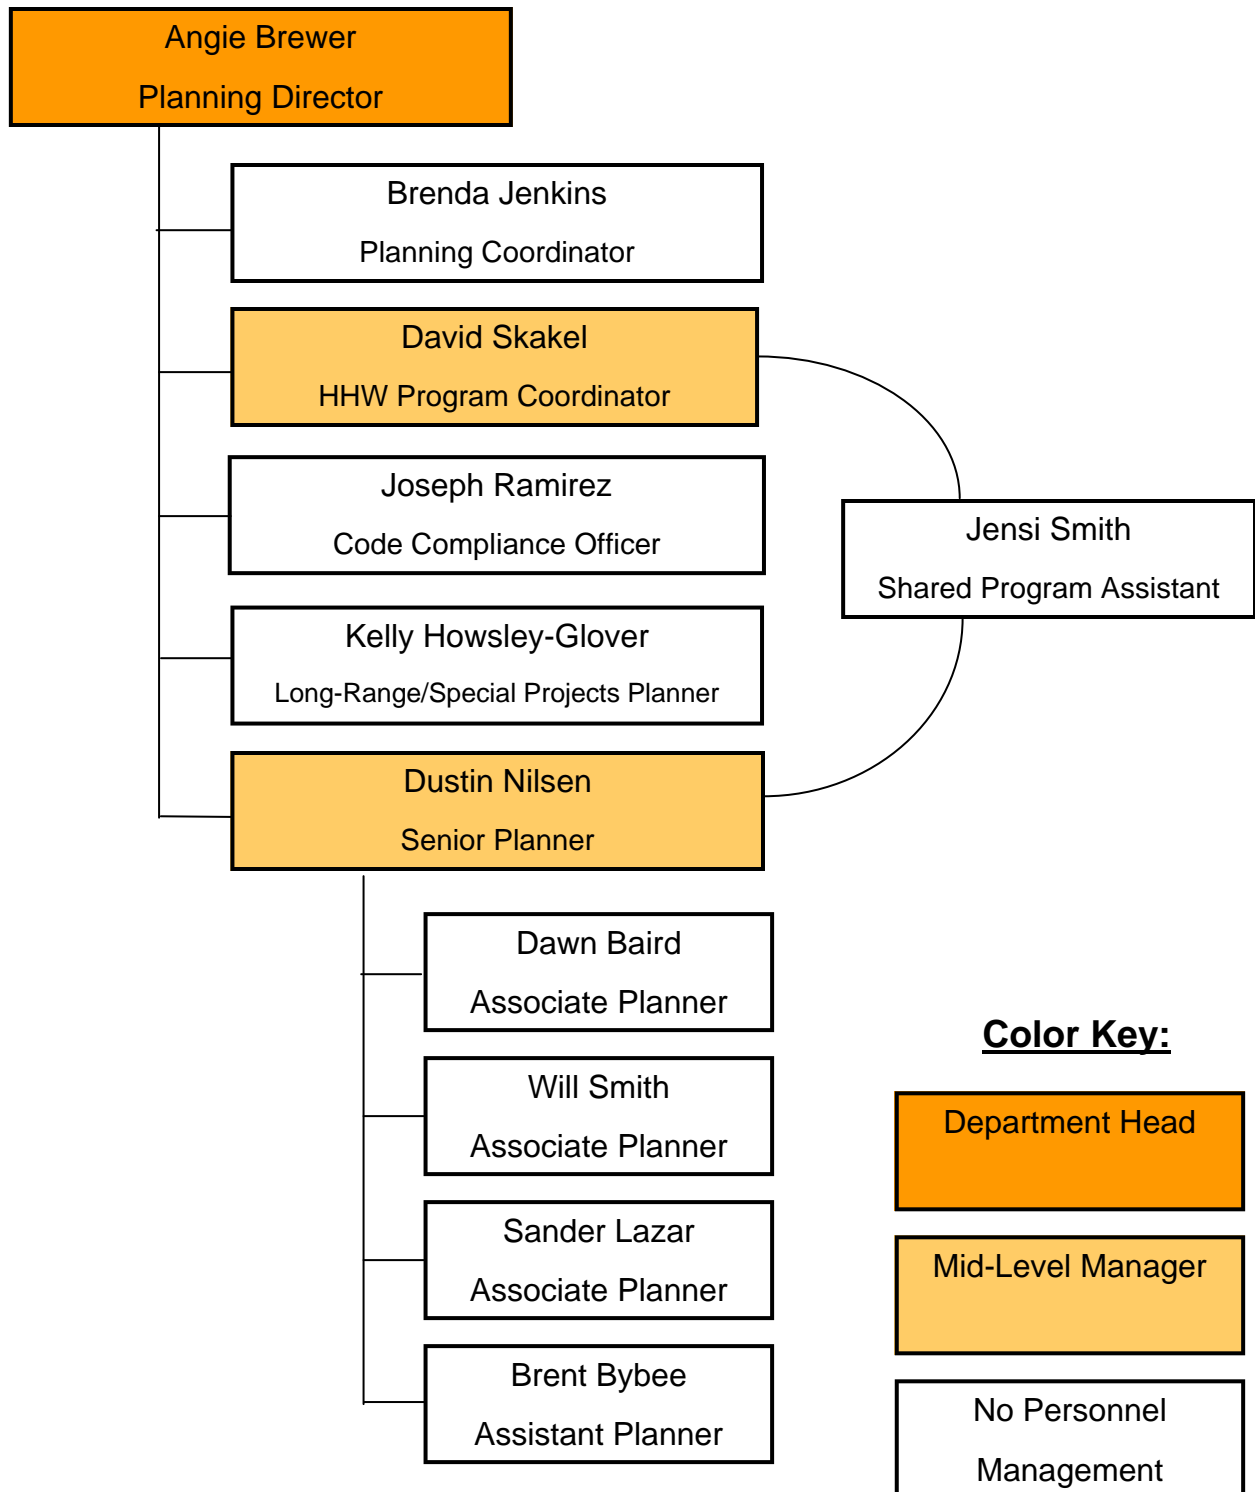 Angie Brewer
Planning Director
Brenda Jenkins
Planning Coordinator
David Skakel
HHW Program Coordinator
Joseph Ramirez
Code Compliance Officer
Jensi Smith
Shared Program Assistant
Kelly Howsley-Glover
Long-Range/Special Projects Planner
Dustin Nilsen
Senior Planner
Dawn Baird
Associate Planner
Will Smith
Associate Planner
Sander Lazar
Associate Planner
Brent Bybee
Assistant Planner
Color Key:
Department Head
Mid-Level Manager
No Personnel
Management